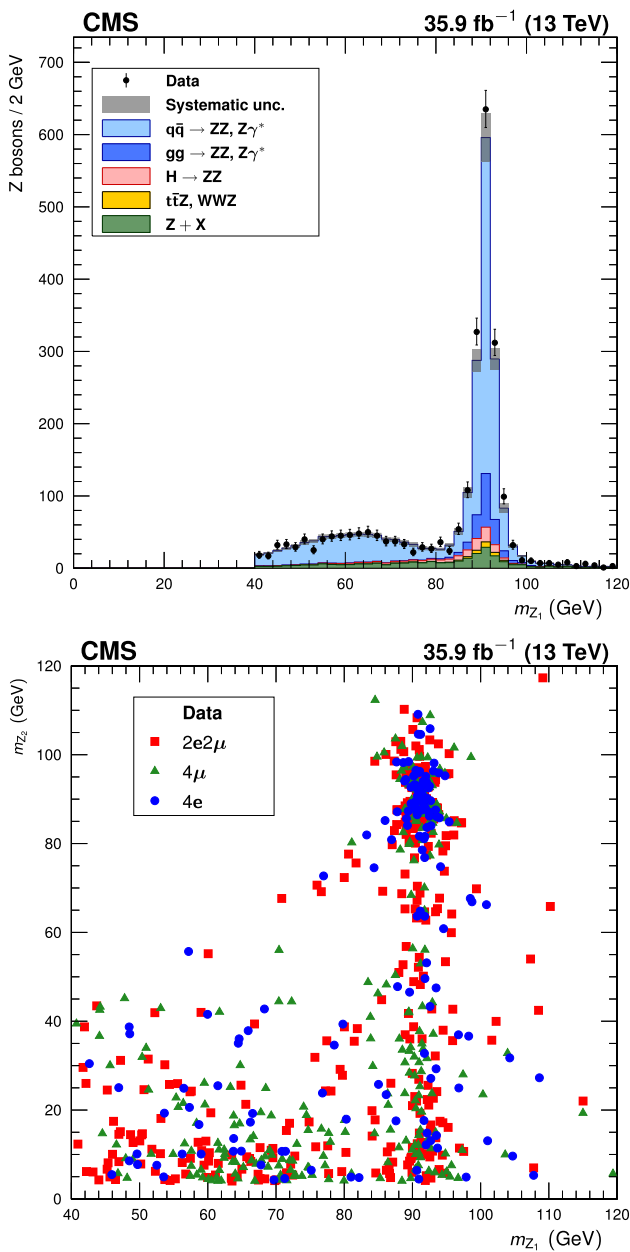 CMS 35.9 fb⁻¹ (13 TeV)
Z bosons / 2 GeV
700
600
500
400
300
200
100
0
Data
Systematic unc.
qq̄ → ZZ, Zγ*
gg → ZZ, Zγ*
H → ZZ
tt̄Z, WWZ
Z + X
0 20 40 60 80 100 120
m_Z₁ (GeV)
CMS 35.9 fb⁻¹ (13 TeV)
m_Z₂ (GeV)
120
100
80
60
40
20
0
Data
2e2μ
4μ
4e
40 50 60 70 80 90 100 110 120
m_Z₁ (GeV)